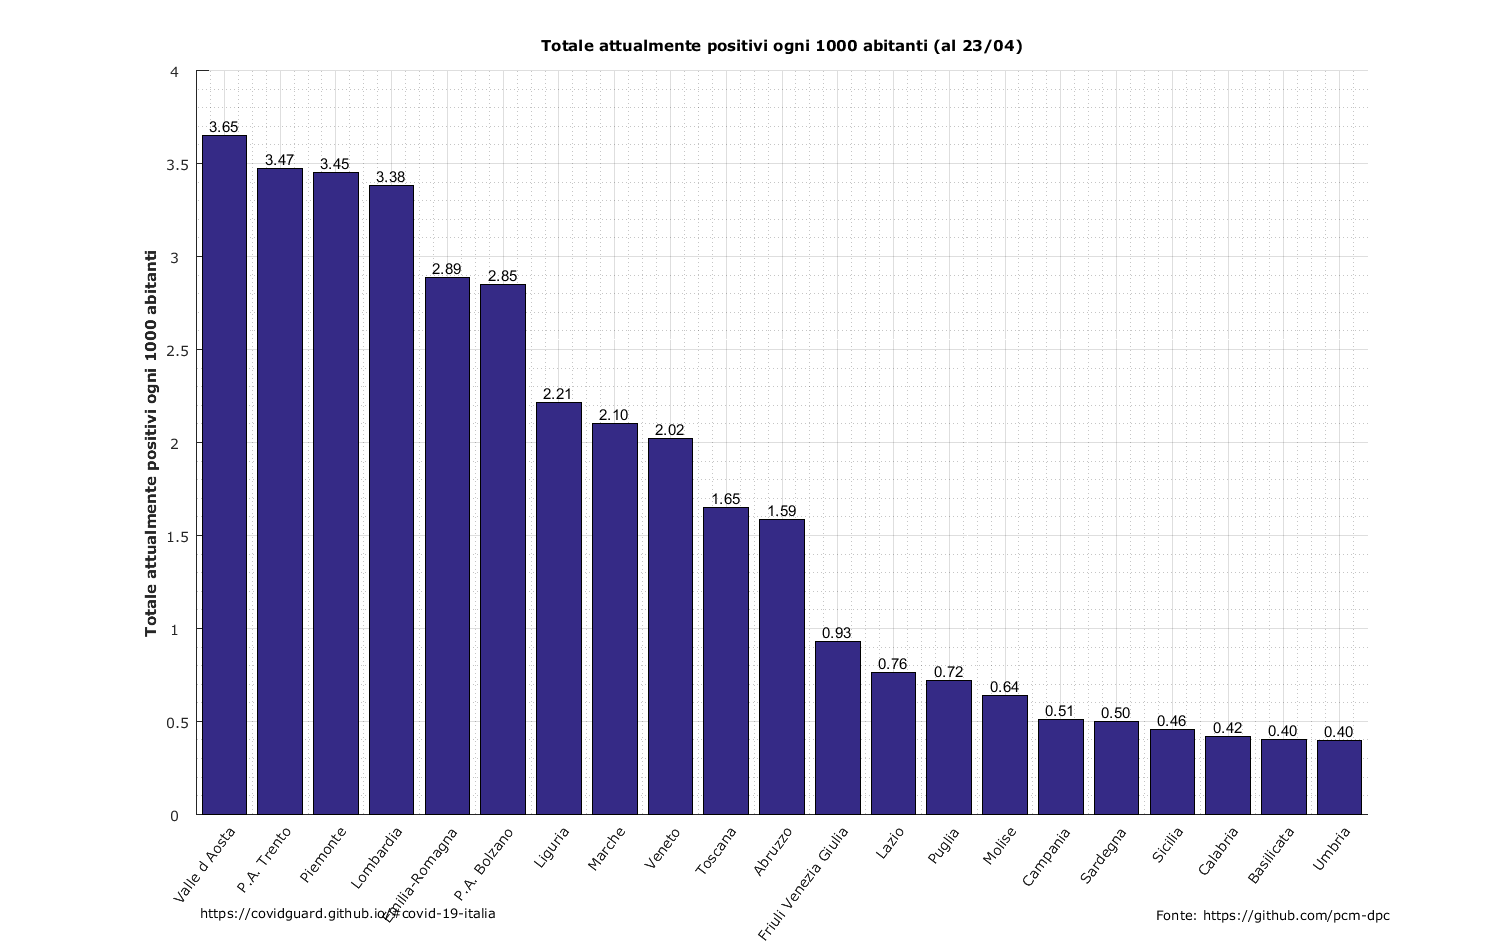 Totale attualmente positivi ogni 1000 abitanti (al 23/04)
Totale attualmente positivi ogni 1000 abitanti
4
3.5
3
2.5
2
1.5
1
0.5
0
3.65
3.47
3.45
3.38
2.89
2.85
2.21
2.10
2.02
1.65
1.59
0.93
0.76
0.72
0.64
0.51
0.50
0.46
0.42
0.40
0.40
Valle d Aosta
P.A. Trento
Piemonte
Lombardia
Emilia-Romagna
P.A. Bolzano
Liguria
Marche
Veneto
Toscana
Abruzzo
Friuli Venezia Giulia
Lazio
Puglia
Molise
Campania
Sardegna
Sicilia
Calabria
Basilicata
Umbria
https://covidguard.github.io/#covid-19-italia
Fonte: https://github.com/pcm-dpc